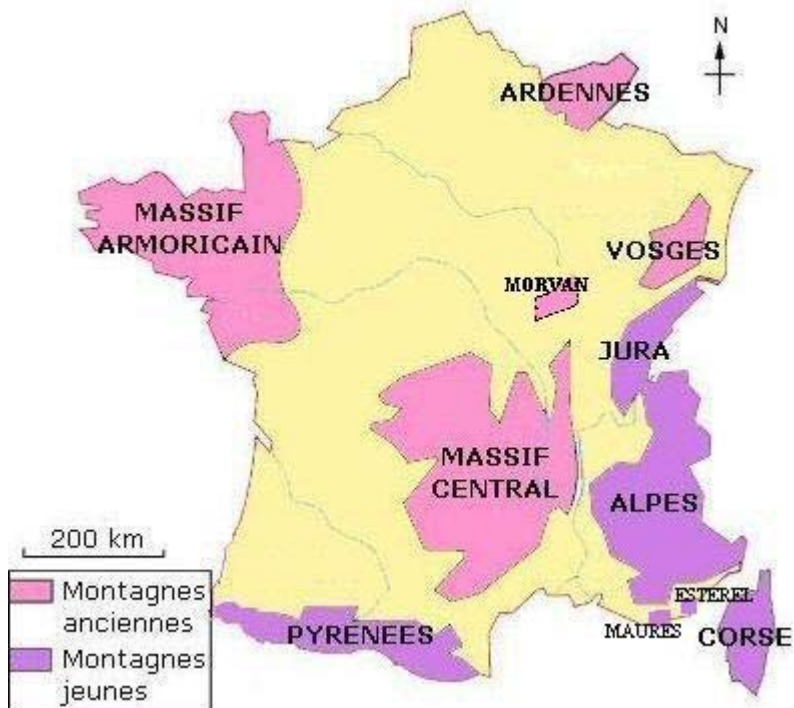 N
ARDENNES
MASSIF
ARMORICAIN
VOSGES
MORVAN
JURA
MASSIF
CENTRAL
ALPES
200 km
Montagnes
anciennes
Montagnes
jeunes
PYRENEES
ESTEREL
MAURES
CORSE